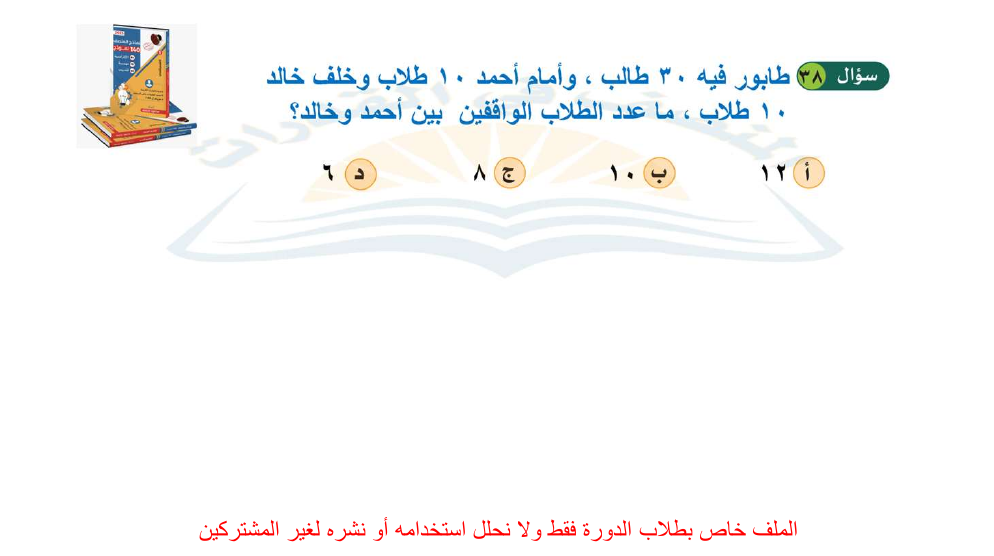 سؤال ٣٨ طابور فيه ٣٠ طالب ، وأمام أحمد ١٠ طلاب وخلف خالد
١٠ طلاب ، ما عدد الطلاب الواقفين بين أحمد وخالد؟
أ ١٢ ب ١٠ ج ٨ د ٦
الملف خاص بطلاب الدورة فقط ولا نحلل استخدامه أو نشره لغير المشتركين